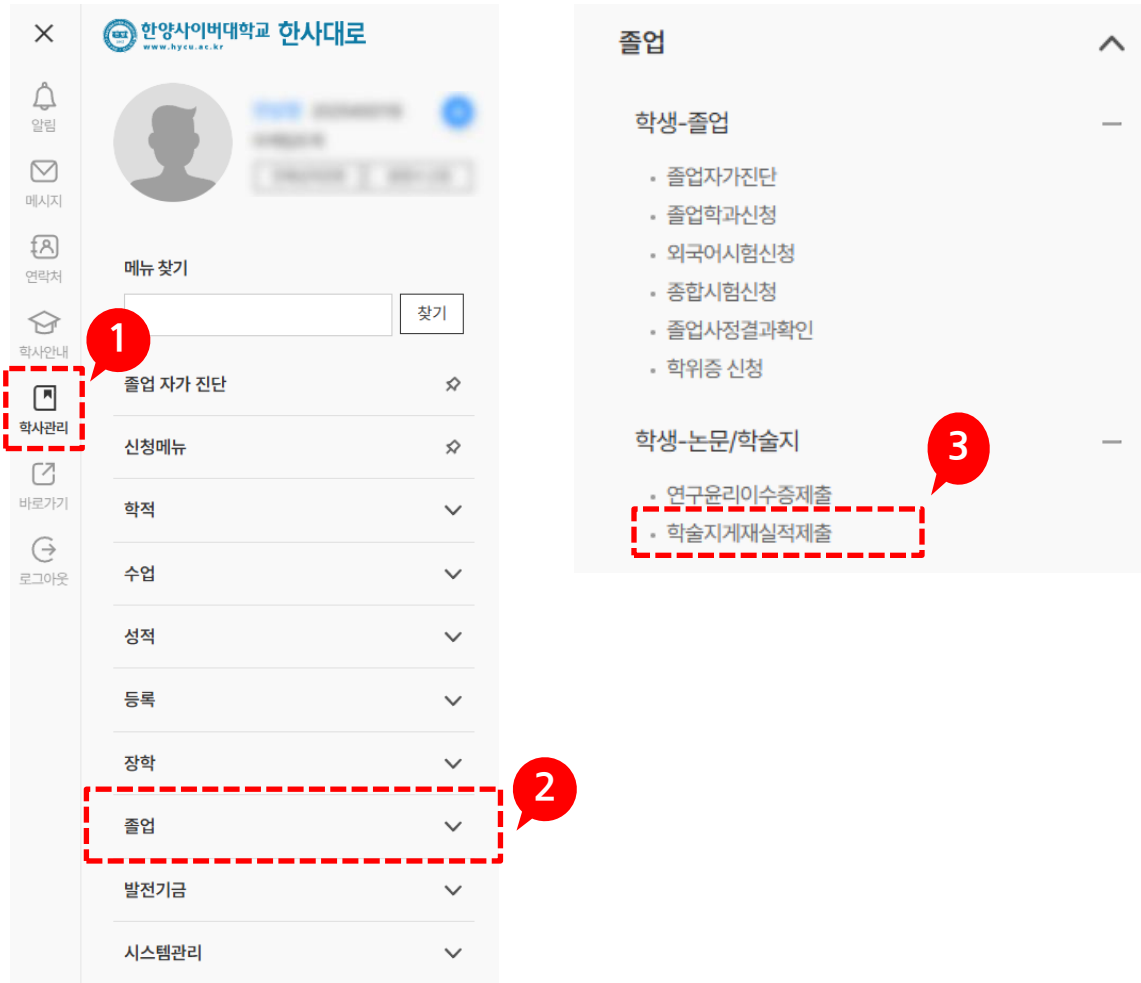 한양사이버대학교 한사대로
www.hycu.ac.kr
알림
메시지
연락처
학사안내
학사관리
바로가기
로그아웃
메뉴 찾기
찾기
1
졸업 자가 진단
신청메뉴
학적
수업
성적
등록
장학
2
졸업
발전기금
시스템관리
졸업
학생-졸업
• 졸업자가진단
• 졸업학과신청
• 외국어시험신청
• 종합시험신청
• 졸업사정결과확인
• 학위증 신청
학생-논문/학술지
3
• 연구윤리이수증제출
• 학술지게재실적제출